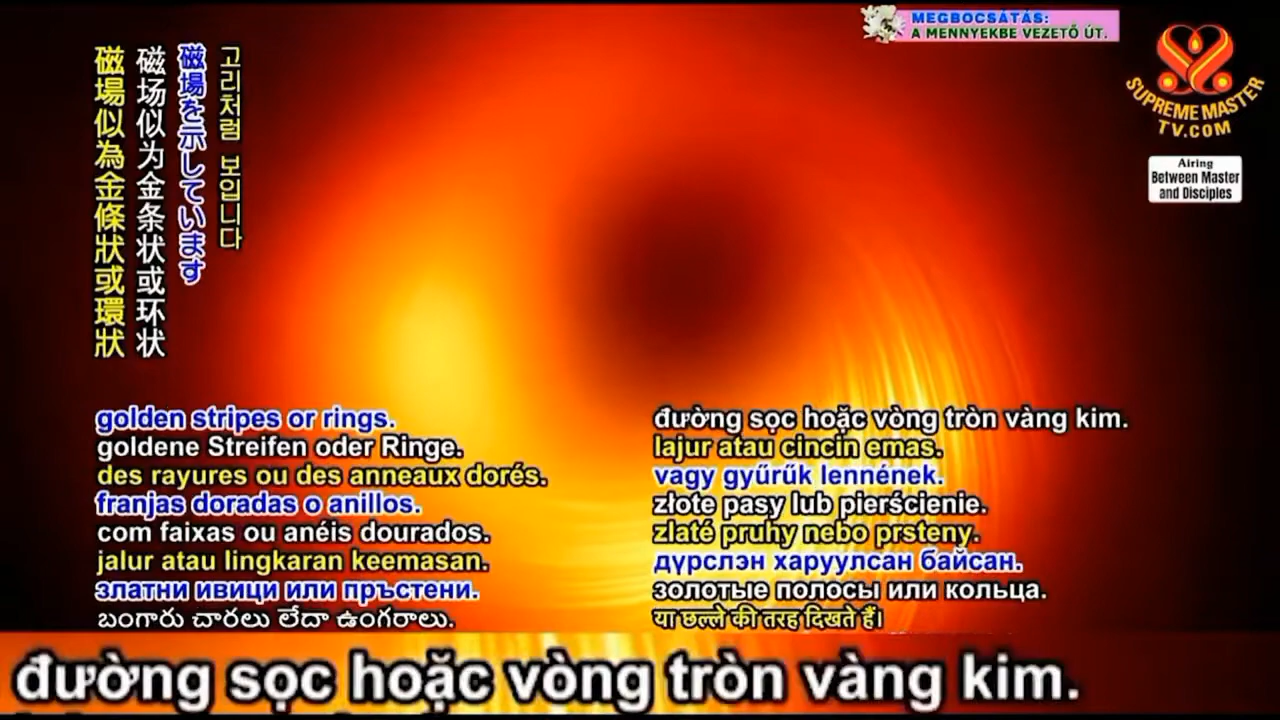 MEGBOCSÁTÁS:
A MENNYEKBE VEZETŐ ÚT.
SUPREME MASTER
TV.COM
Airing
Between Master
and Disciples
고리처럼 보입니다
磁場を示しています
磁场似为金条状或环状
磁場似為金條狀或環狀
golden stripes or rings.
goldene Streifen oder Ringe.
des rayures ou des anneaux dorés.
franjas doradas o anillos.
com faixas ou anéis dourados.
jalur atau lingkaran keemasan.
златни ивици или пръстени.
బంగారు చారలు లేదా ఉంగరాలు.
đường sọc hoặc vòng tròn vàng kim.
lajur atau cincin emas.
vagy gyűrűk lennének.
złote pasy lub pierścienie.
zlaté pruhy nebo prsteny.
дүрслэн харуулсан байсан.
золотые полосы или кольца.
या छल्ले की तरह दिखते हैं।
đường sọc hoặc vòng tròn vàng kim.